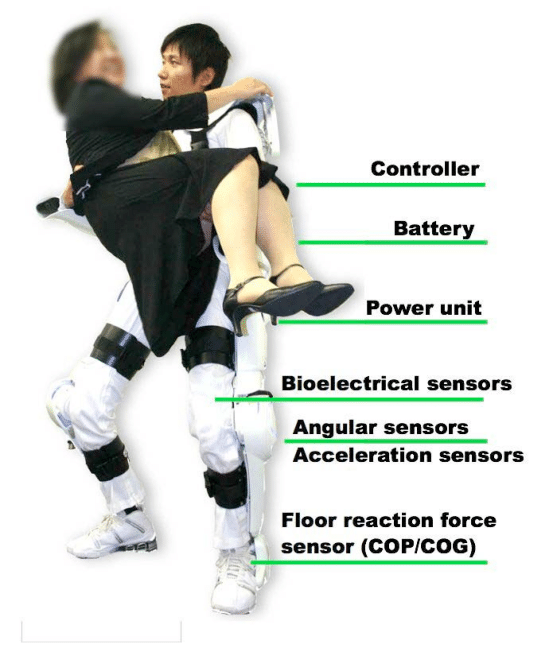 Controller
Battery
Power unit
Bioelectrical sensors
Angular sensors
Acceleration sensors
Floor reaction force
sensor (COP/COG)